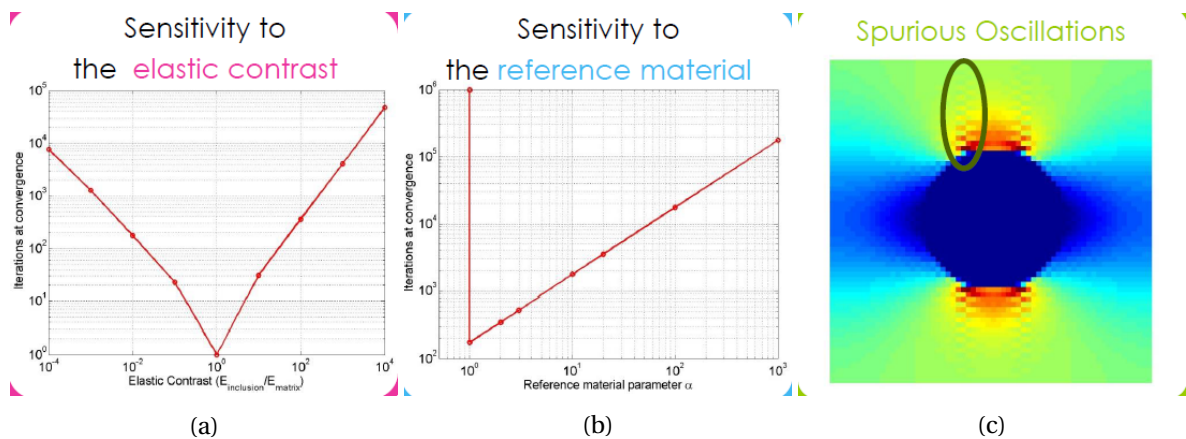 Sensitivity to
the elastic contrast
Iterations at convergence
10^5
10^4
10^3
10^2
10^1
10^0
10^-4
10^-2
10^0
10^2
10^4
Elastic Contrast (E_inclusion/E_matrix)
(a)
Sensitivity to
the reference material
Iterations at convergence
10^6
10^5
10^4
10^3
10^2
10^0
10^1
10^2
10^3
Reference material parameter α
(b)
Spurious Oscillations
(c)